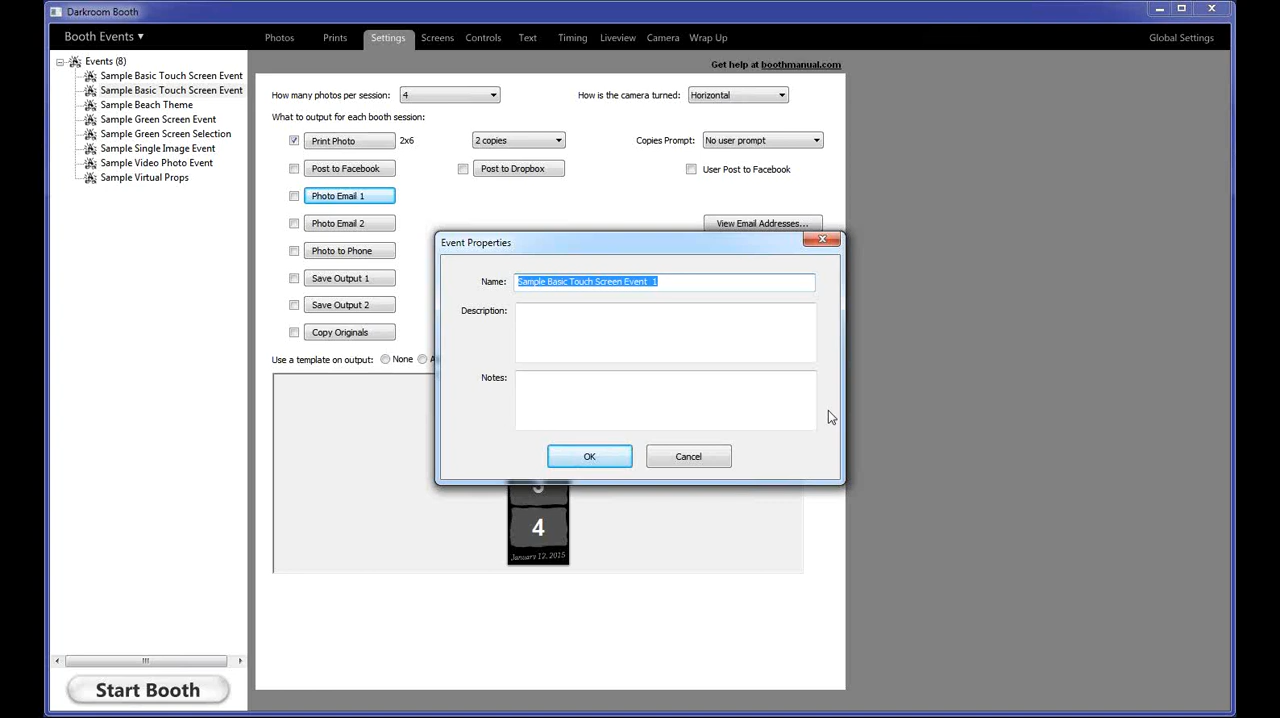 Darkroom Booth
Booth Events
Photos Prints Settings Screens Controls Text Timing Liveview Camera Wrap Up Global Settings
Events (8)
Sample Basic Touch Screen Event
Sample Basic Touch Screen Event
Sample Beach Theme
Sample Green Screen Event
Sample Green Screen Selection
Sample Single Image Event
Sample Video Photo Event
Sample Virtual Props
Start Booth
Get help at boothmanual.com
How many photos per session: 4 How is the camera turned: Horizontal
What to output for each booth session:
Print Photo 2x6 2 copies Copies Prompt: No user prompt
Post to Facebook Post to Dropbox User Post to Facebook
Photo Email 1
Photo Email 2 View Email Addresses...
Photo to Phone
Save Output 1
Save Output 2
Copy Originals
Use a template on output: None
Event Properties
Name: Sample Basic Touch Screen Event 1
Description:
Notes:
OK Cancel
4
January 12, 2015